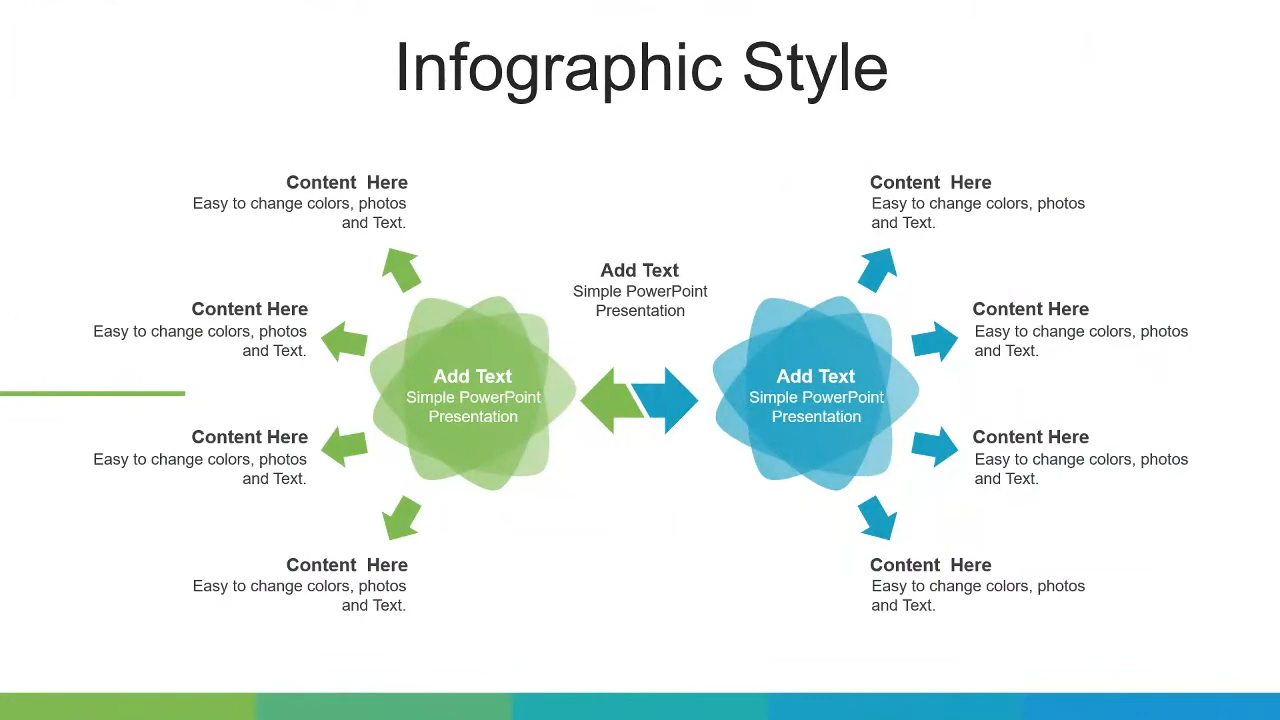 Infographic Style
Content  Here
Easy to change colors, photos
and Text.
Content Here
Easy to change colors, photos
and Text.
Content Here
Easy to change colors, photos
and Text.
Content  Here
Easy to change colors, photos
and Text.
Add Text
Simple PowerPoint
Presentation
Add Text
Simple PowerPoint
Presentation
Add Text
Simple PowerPoint
Presentation
Content  Here
Easy to change colors, photos
and Text.
Content Here
Easy to change colors, photos
and Text.
Content Here
Easy to change colors, photos
and Text.
Content  Here
Easy to change colors, photos
and Text.